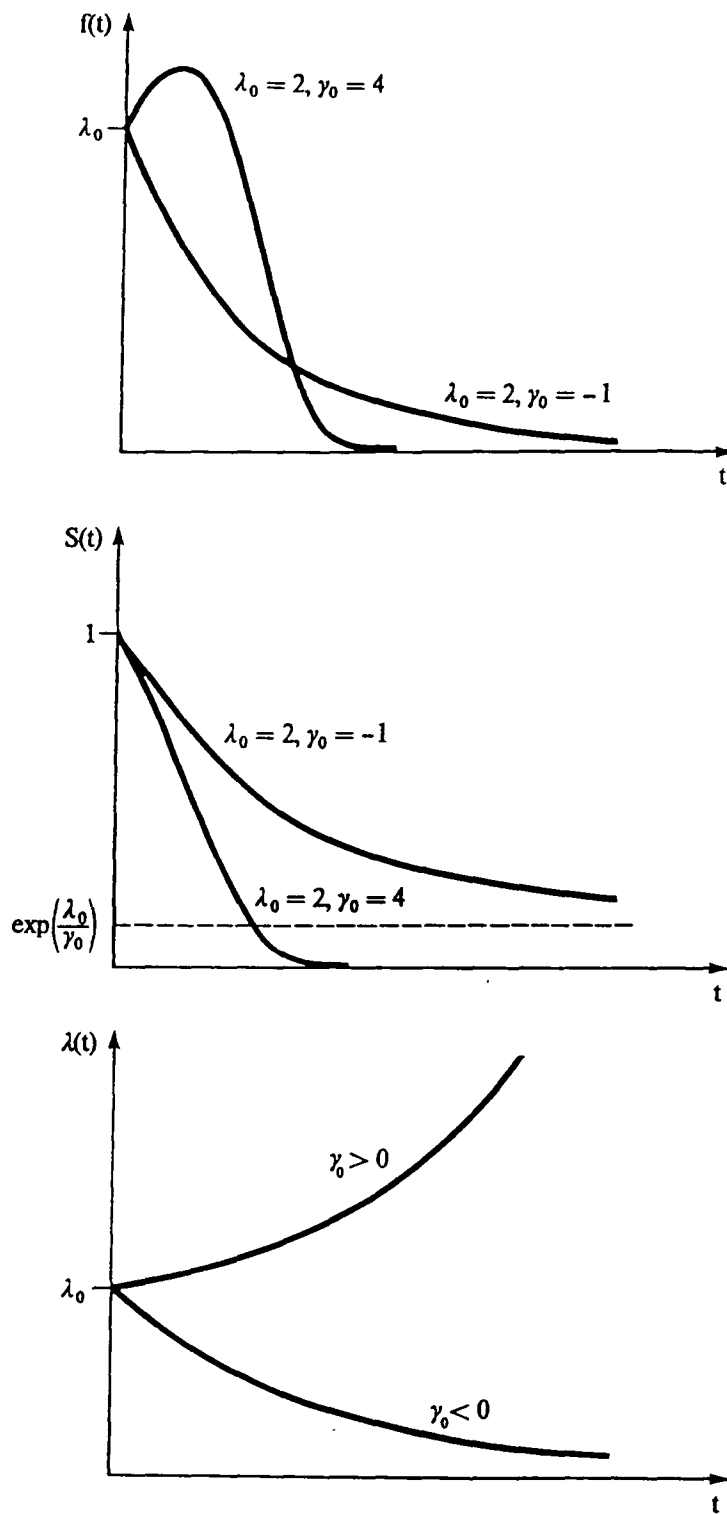 f(t)
λ₀ = 2, γ₀ = 4
λ₀
λ₀ = 2, γ₀ = -1
t
S(t)
1
λ₀ = 2, γ₀ = -1
λ₀ = 2, γ₀ = 4
exp(λ₀/γ₀)
t
λ(t)
γ₀ > 0
λ₀
γ₀ < 0
t